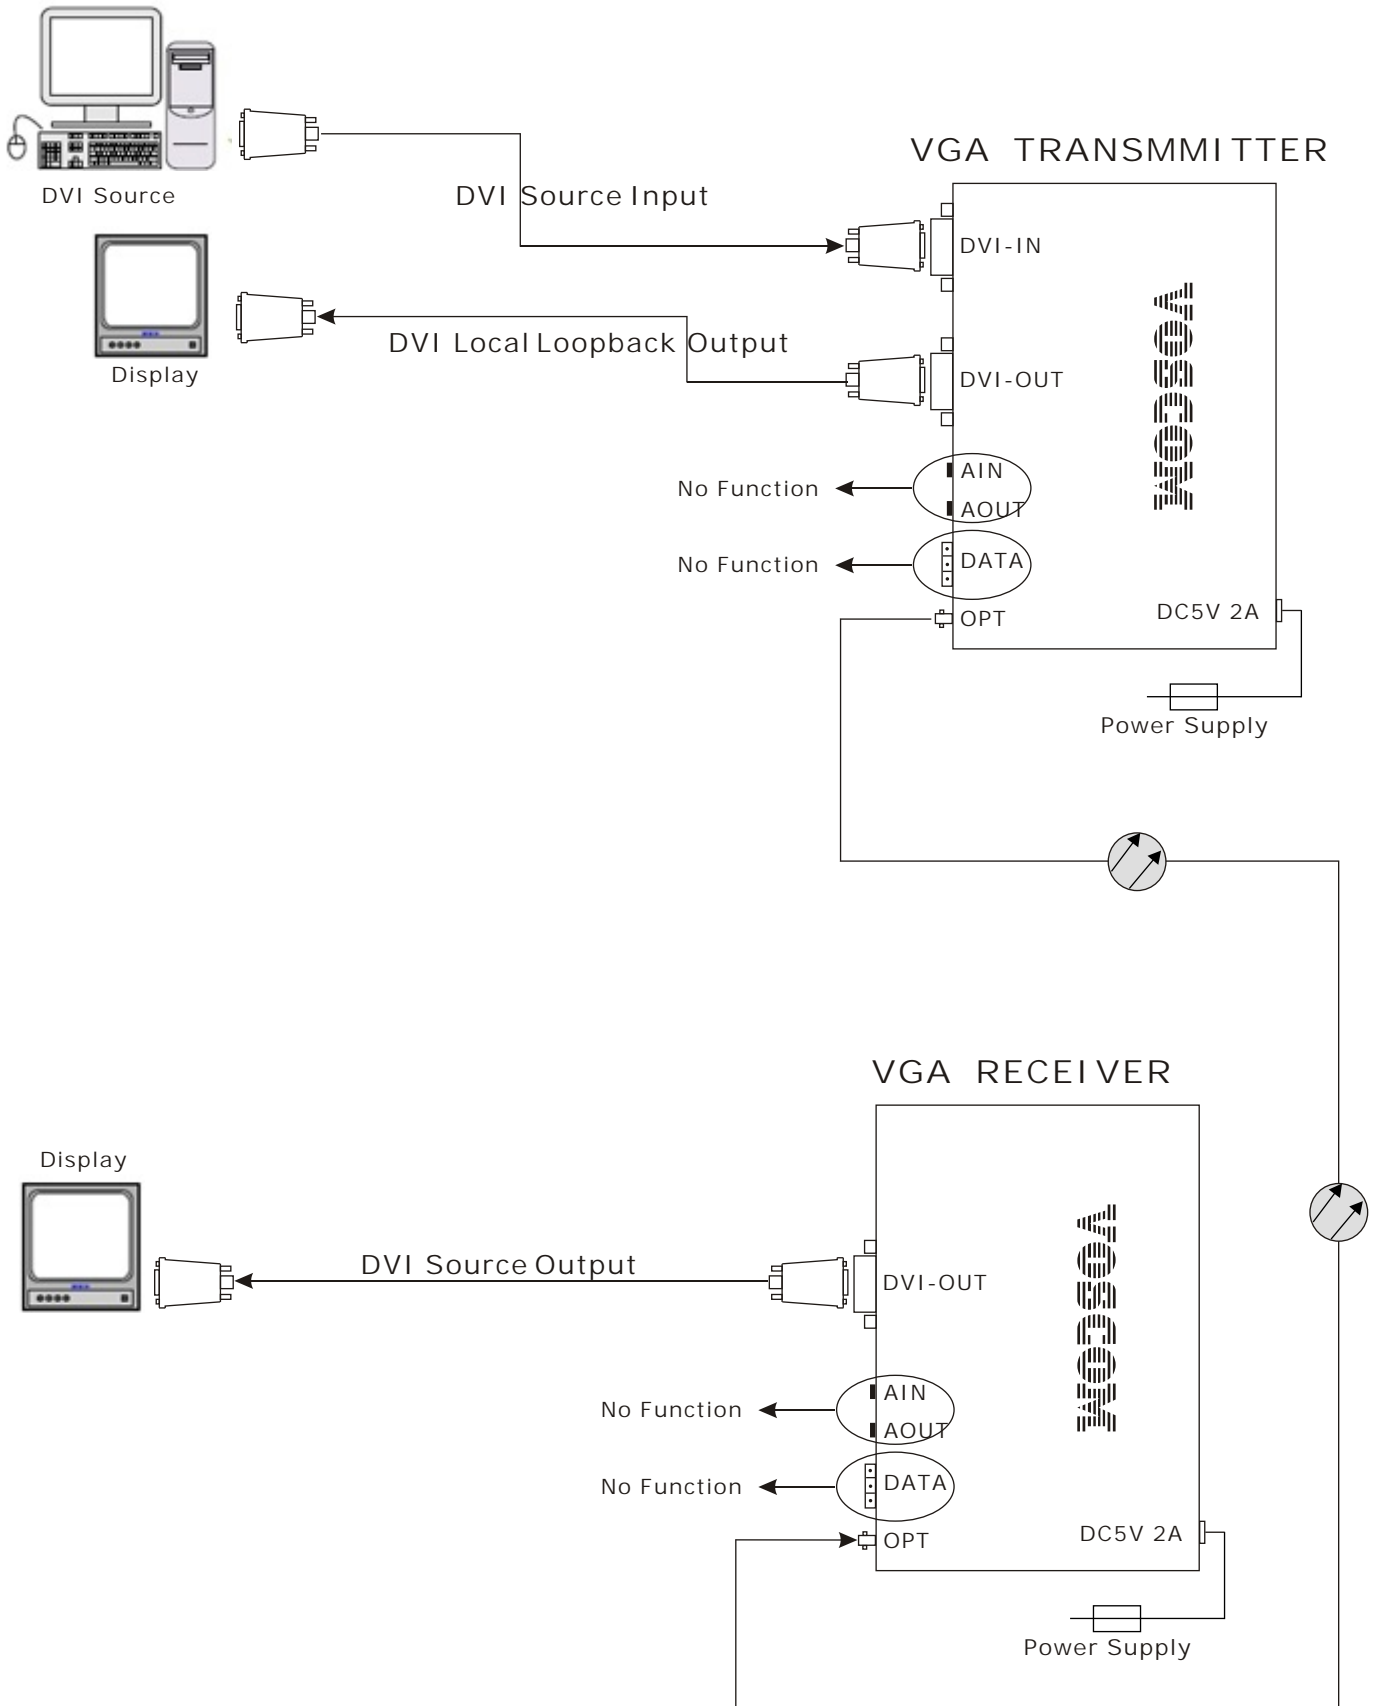 VGA TRANSMMITTER
DVI Source
DVI Source Input
DVI-IN
VOSCOM
DVI Local Loopback Output
Display
DVI-OUT
AIN
No Function
AOUT
No Function
DATA
OPT
DC5V 2A
Power Supply
VGA RECEIVER
Display
DVI Source Output
DVI-OUT
VOSCOM
AIN
No Function
AOUT
No Function
DATA
OPT
DC5V 2A
Power Supply